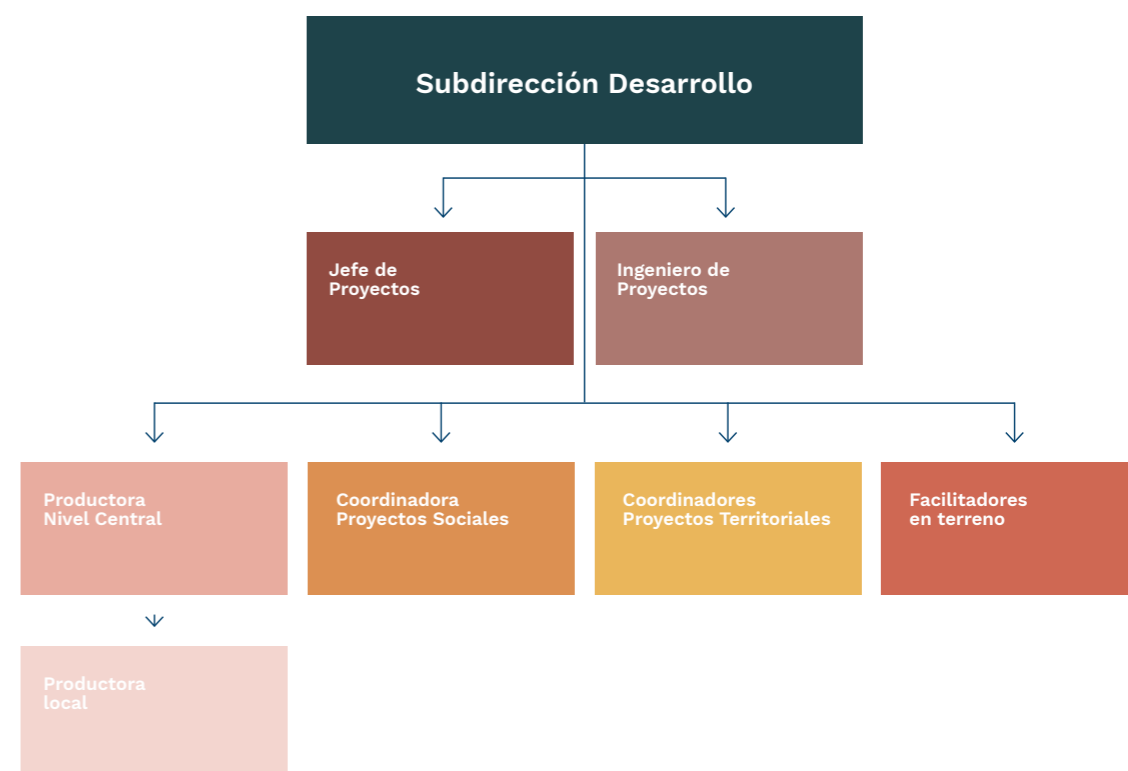 Subdirección Desarrollo
Jefe de
Proyectos
Ingeniero de
Proyectos
Productora
Nivel Central
Coordinadora
Proyectos Sociales
Coordinadores
Proyectos Territoriales
Facilitadores
en terreno
Productora
local